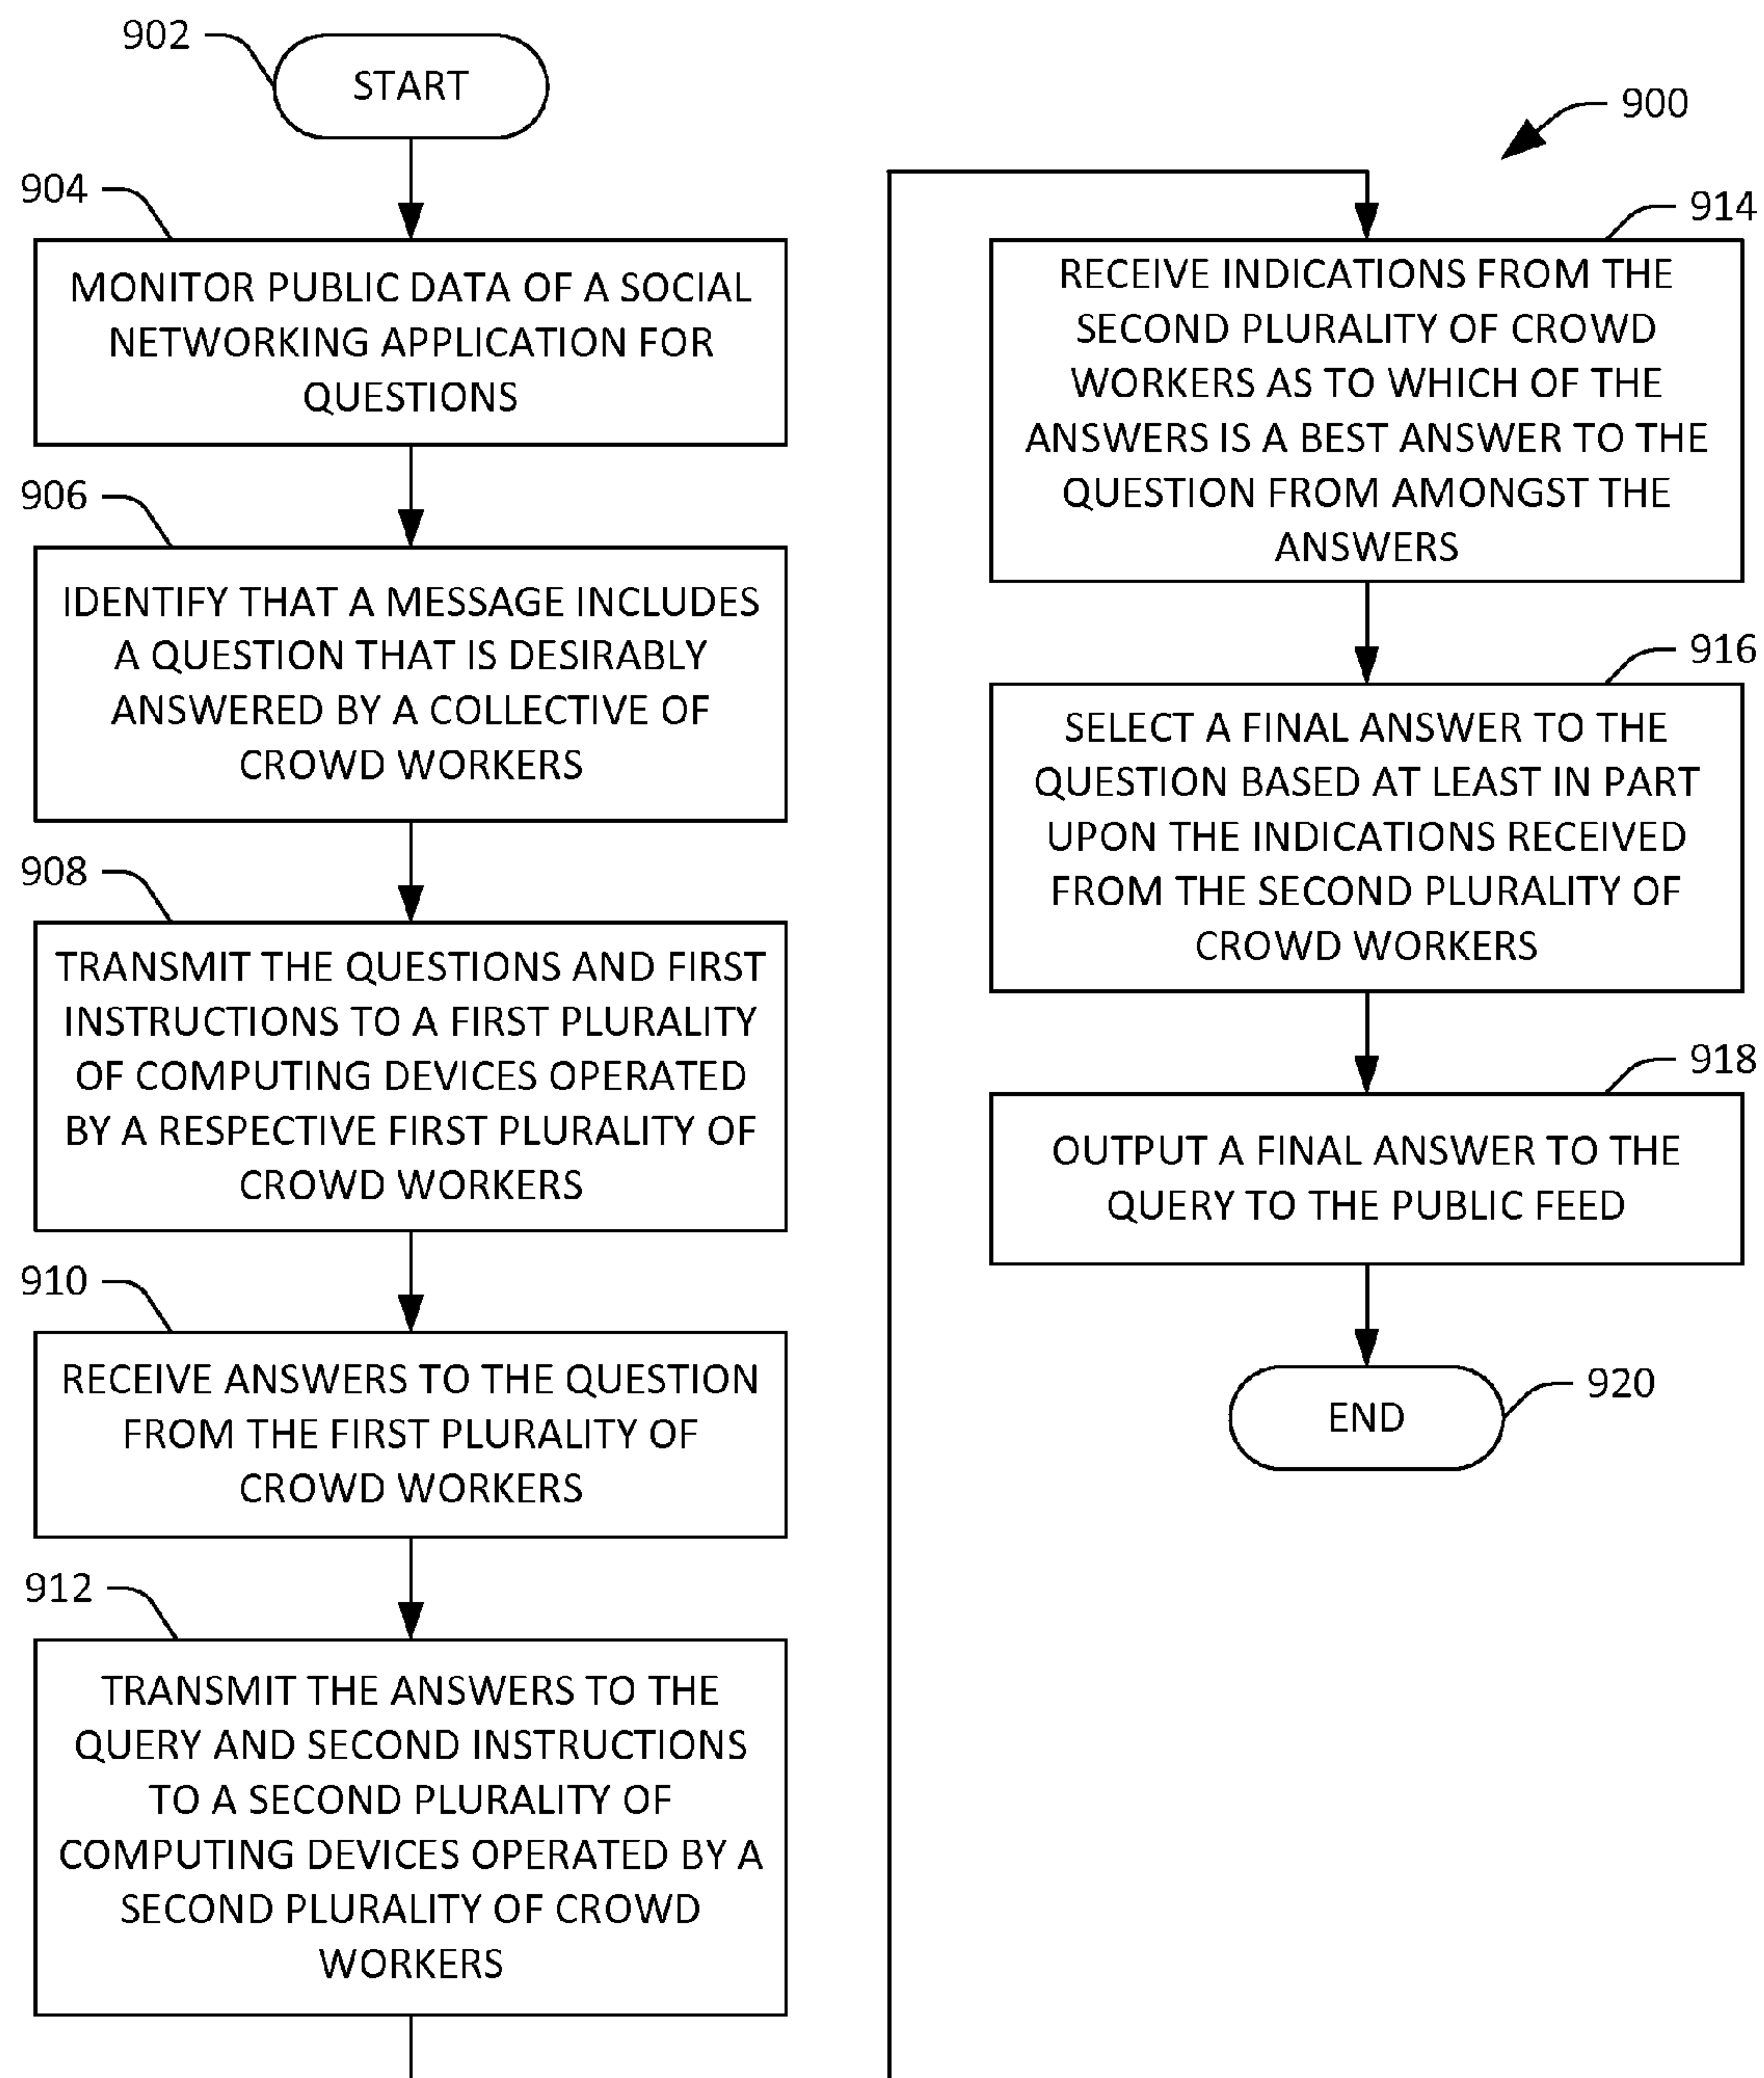 902
START
904
MONITOR PUBLIC DATA OF A SOCIAL
NETWORKING APPLICATION FOR
QUESTIONS
906
IDENTIFY THAT A MESSAGE INCLUDES
A QUESTION THAT IS DESIRABLY
ANSWERED BY A COLLECTIVE OF
CROWD WORKERS
908
TRANSMIT THE QUESTIONS AND FIRST
INSTRUCTIONS TO A FIRST PLURALITY
OF COMPUTING DEVICES OPERATED
BY A RESPECTIVE FIRST PLURALITY OF
CROWD WORKERS
910
RECEIVE ANSWERS TO THE QUESTION
FROM THE FIRST PLURALITY OF
CROWD WORKERS
912
TRANSMIT THE ANSWERS TO THE
QUERY AND SECOND INSTRUCTIONS
TO A SECOND PLURALITY OF
COMPUTING DEVICES OPERATED BY A
SECOND PLURALITY OF CROWD
WORKERS
900
914
RECEIVE INDICATIONS FROM THE
SECOND PLURALITY OF CROWD
WORKERS AS TO WHICH OF THE
ANSWERS IS A BEST ANSWER TO THE
QUESTION FROM AMONGST THE
ANSWERS
916
SELECT A FINAL ANSWER TO THE
QUESTION BASED AT LEAST IN PART
UPON THE INDICATIONS RECEIVED
FROM THE SECOND PLURALITY OF
CROWD WORKERS
918
OUTPUT A FINAL ANSWER TO THE
QUERY TO THE PUBLIC FEED
920
END